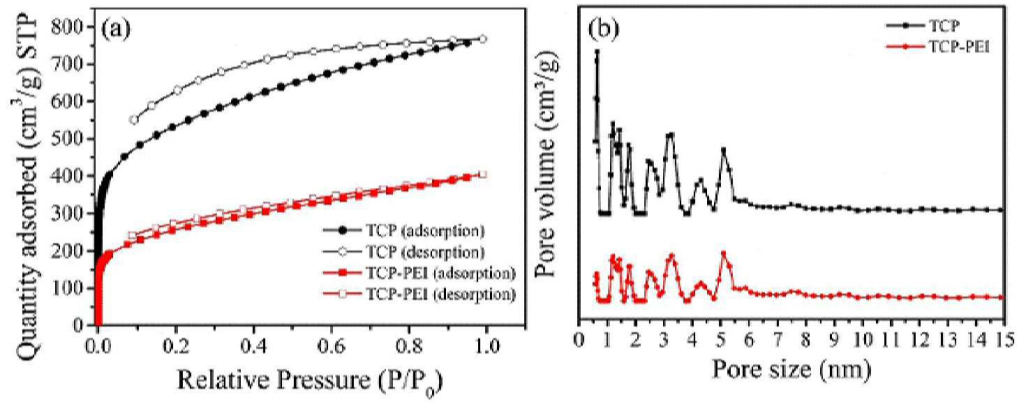 (a)
Quantity adsorbed (cm³/g) STP
800
700
600
500
400
300
200
100
0
TCP (adsorption)
TCP (desorption)
TCP-PEI (adsorption)
TCP-PEI (desorption)
0.0 0.2 0.4 0.6 0.8 1.0
Relative Pressure (P/P₀)
(b)
TCP
TCP-PEI
Pore volume (cm³/g)
0 1 2 3 4 5 6 7 8 9 10 11 12 13 14 15
Pore size (nm)